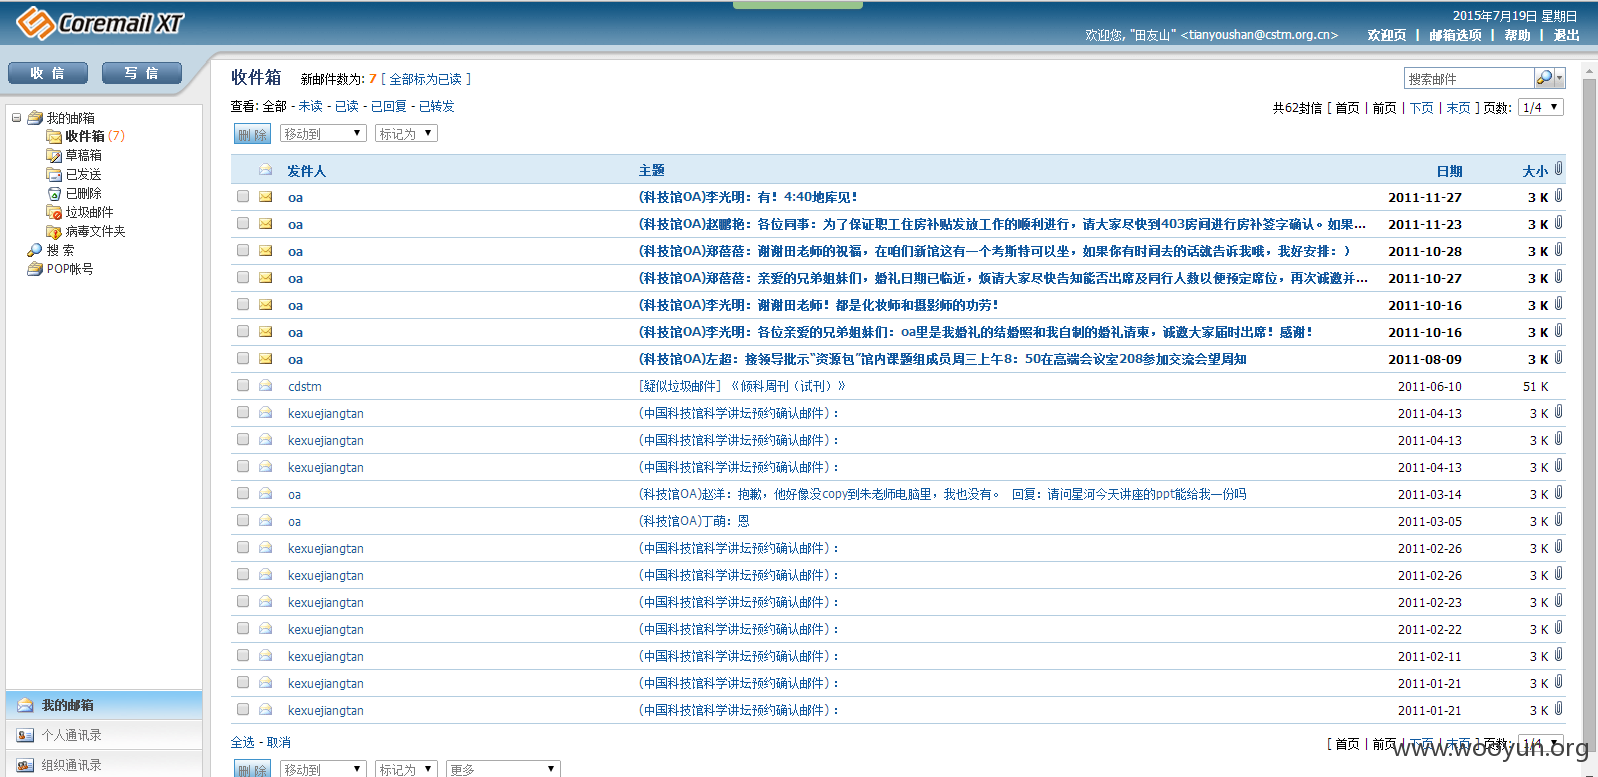 Coremail XT
2015年7月19日 星期日
欢迎您, "田友山" <tianyoushan@cstm.org.cn> 欢迎页 | 邮箱选项 | 帮助 | 退出
收 信 写 信
收件箱 新邮件数为: 7 [ 全部标为已读 ]
搜索邮件
查看: 全部 - 未读 - 已读 - 已回复 - 已转发
共62封信 [ 首页 | 前页 | 下页 | 末页 ] 页数: 1/4
删 除 移动到 标记为
我的邮箱
收件箱 (7)
草稿箱
已发送
已删除
垃圾邮件
病毒文件夹
搜 索
POP帐号
我的邮箱
个人通讯录
组织通讯录
发件人 主题 日期 大小
oa (科技馆OA)李光明：有！4:40地库见！ 2011-11-27 3 K
oa (科技馆OA)赵鹏艳：各位同事：为了保证职工住房补贴发放工作的顺利进行，请大家尽快到403房间进行房补签字确认。如果... 2011-11-23 3 K
oa (科技馆OA)郑蓓蓓：谢谢田老师的祝福，在咱们新馆这有一个考斯特可以坐，如果你有时间去的话就告诉我哦，我好安排：） 2011-10-28 3 K
oa (科技馆OA)郑蓓蓓：亲爱的兄弟姐妹们，婚礼日期已临近，烦请大家尽快告知能否出席及同行人数以便预定席位，再次诚邀并... 2011-10-27 3 K
oa (科技馆OA)李光明：谢谢田老师！都是化妆师和摄影师的功劳！ 2011-10-16 3 K
oa (科技馆OA)李光明：各位亲爱的兄弟姐妹们：oa里是我婚礼的结婚照和我自制的婚礼请柬，诚邀大家届时出席！感谢！ 2011-10-16 3 K
oa (科技馆OA)左超：接领导批示“资源包”馆内课题组成员周三上午8：50在高端会议室208参加交流会望周知 2011-08-09 3 K
cdstm [疑似垃圾邮件] 《倾科周刊（试刊）》 2011-06-10 51 K
kexuejiangtan (中国科技馆科学讲坛预约确认邮件)： 2011-04-13 3 K
kexuejiangtan (中国科技馆科学讲坛预约确认邮件)： 2011-04-13 3 K
kexuejiangtan (中国科技馆科学讲坛预约确认邮件)： 2011-04-13 3 K
oa (科技馆OA)赵洋：抱歉，他好像没copy到朱老师电脑里，我也没有。 回复：请问星河今天讲座的ppt能给我一份吗 2011-03-14 3 K
oa (科技馆OA)丁萌：恩 2011-03-05 3 K
kexuejiangtan (中国科技馆科学讲坛预约确认邮件)： 2011-02-26 3 K
kexuejiangtan (中国科技馆科学讲坛预约确认邮件)： 2011-02-26 3 K
kexuejiangtan (中国科技馆科学讲坛预约确认邮件)： 2011-02-23 3 K
kexuejiangtan (中国科技馆科学讲坛预约确认邮件)： 2011-02-22 3 K
kexuejiangtan (中国科技馆科学讲坛预约确认邮件)： 2011-02-11 3 K
kexuejiangtan (中国科技馆科学讲坛预约确认邮件)： 2011-01-21 3 K
kexuejiangtan (中国科技馆科学讲坛预约确认邮件)： 2011-01-21 3 K
全选 - 取消
[ 首页 | 前页 | 下页 | 末页 ] 页数: 1/4
www.wooyun.org
删 除 移动到 标记为 更多